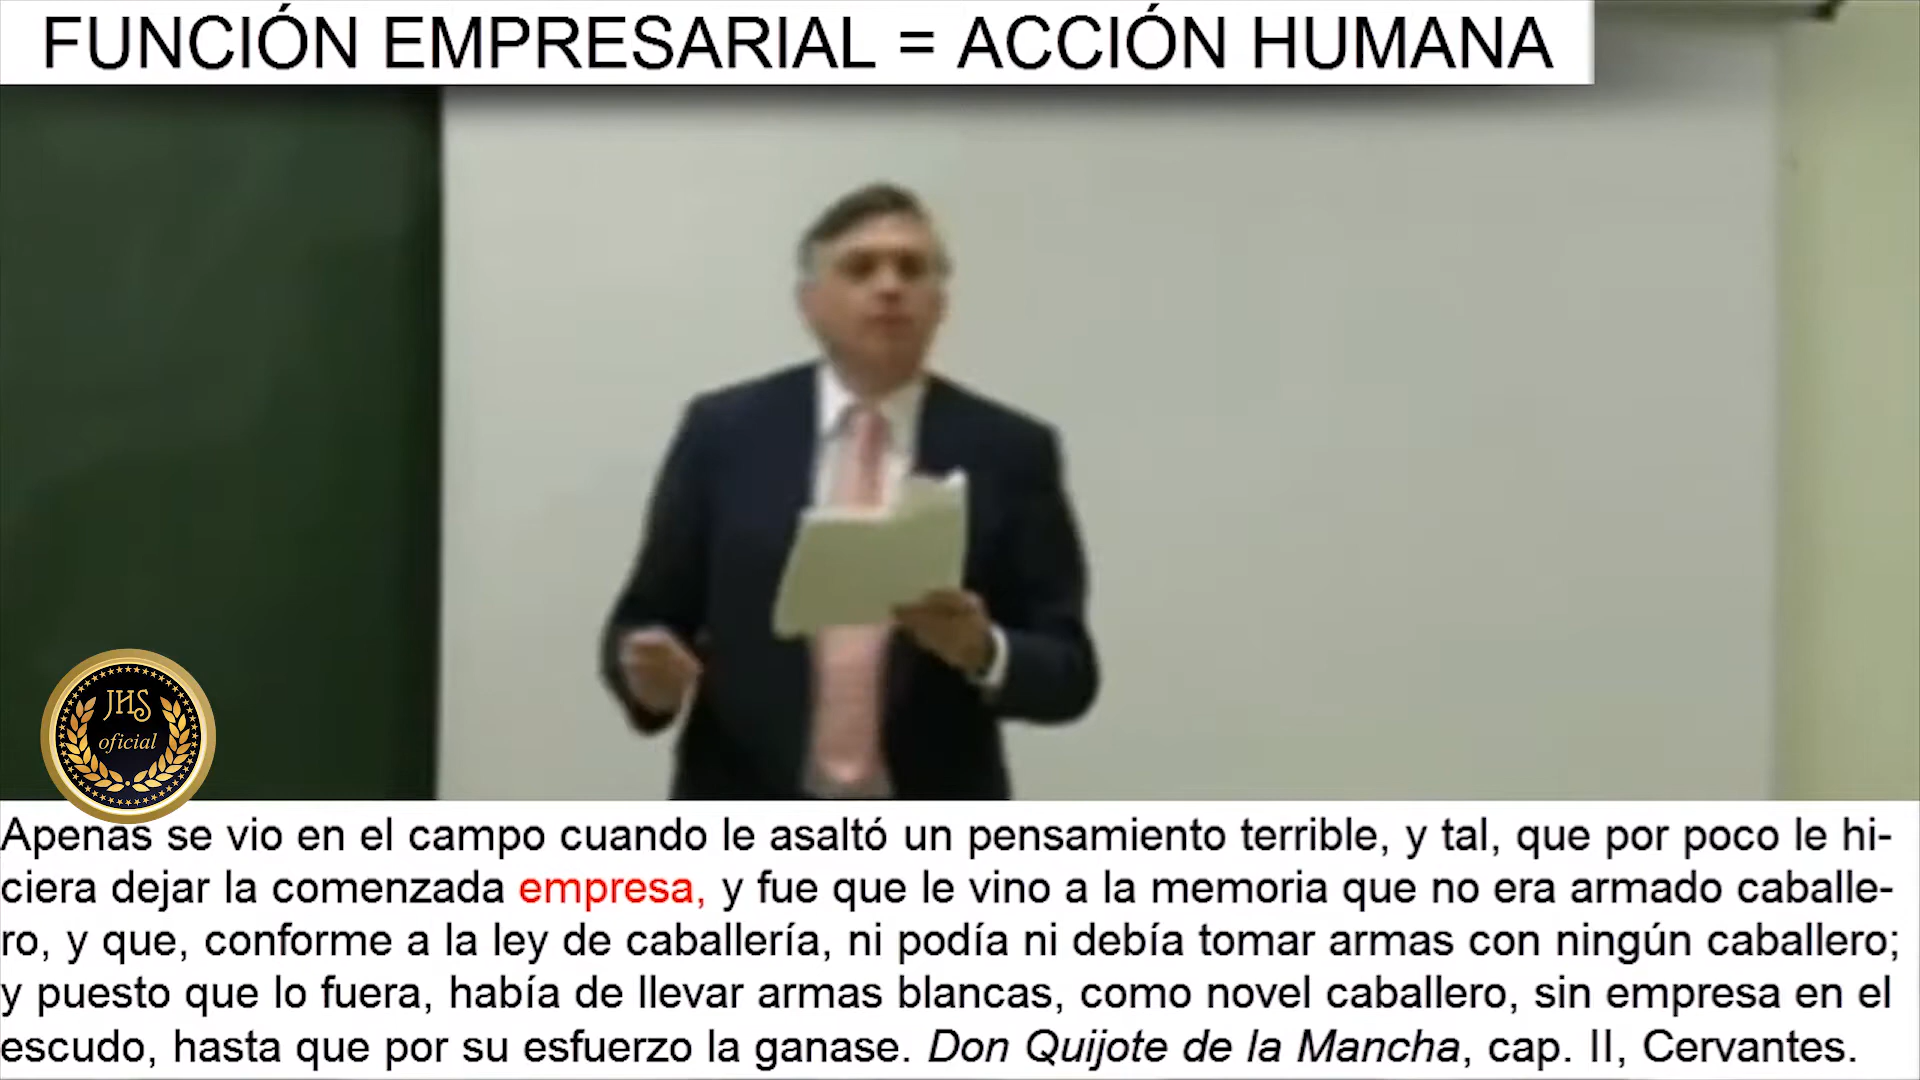 FUNCIÓN EMPRESARIAL = ACCIÓN HUMANA
JHS
oficial
Apenas se vio en el campo cuando le asaltó un pensamiento terrible, y tal, que por poco le hi-
ciera dejar la comenzada empresa, y fue que le vino a la memoria que no era armado caballe-
ro, y que, conforme a la ley de caballería, ni podía ni debía tomar armas con ningún caballero;
y puesto que lo fuera, había de llevar armas blancas, como novel caballero, sin empresa en el
escudo, hasta que por su esfuerzo la ganase. Don Quijote de la Mancha, cap. II, Cervantes.